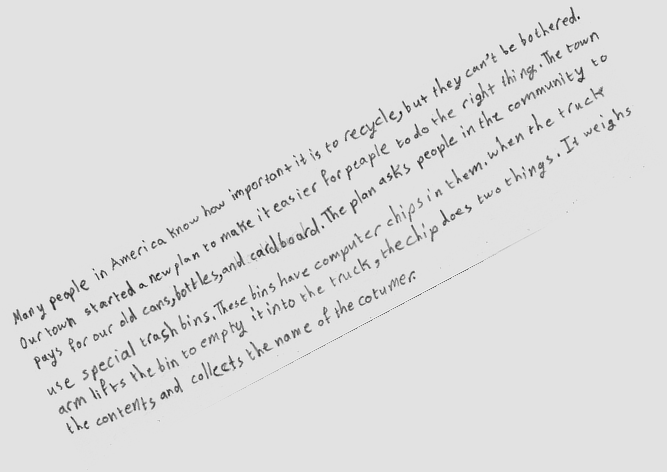 Many people in America know how important it is to recycle, but they can't be bothered.
Our town started a new plan to make it easier for peaple to do the right thing. The town
pays for our old cans, bottles, and cardboard. The plan asks people in the community to
use special trash bins. These bins have computer chips in them. when the truck
arm lifts the bin to empty it into the truck, the chip does two things. It weighs
the contents and collects the name of the cotumer.